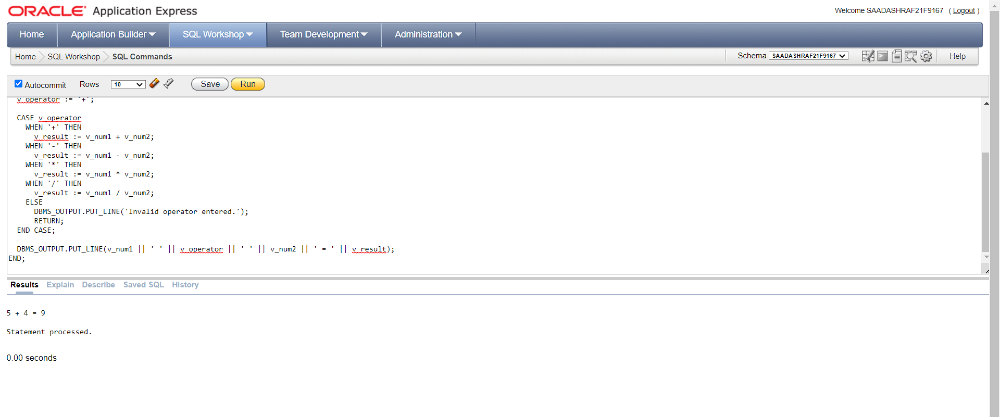 ORACLE Application Express
Welcome SAADASHRAF21F9167 ( Logout )
Home Application Builder SQL Workshop Team Development Administration
Home SQL Workshop SQL Commands Schema SAADASHRAF21F9167 Help
Autocommit Rows 10 Save Run
v_operator := '+';
CASE v_operator
WHEN '+' THEN
v_result := v_num1 + v_num2;
WHEN '-' THEN
v_result := v_num1 - v_num2;
WHEN '*' THEN
v_result := v_num1 * v_num2;
WHEN '/' THEN
v_result := v_num1 / v_num2;
ELSE
DBMS_OUTPUT.PUT_LINE('Invalid operator entered.');
RETURN;
END CASE;
DBMS_OUTPUT.PUT_LINE(v_num1 || ' ' || v_operator || ' ' || v_num2 || ' = ' || v_result);
END;
Results Explain Describe Saved SQL History
5 + 4 = 9
Statement processed.
0.00 seconds